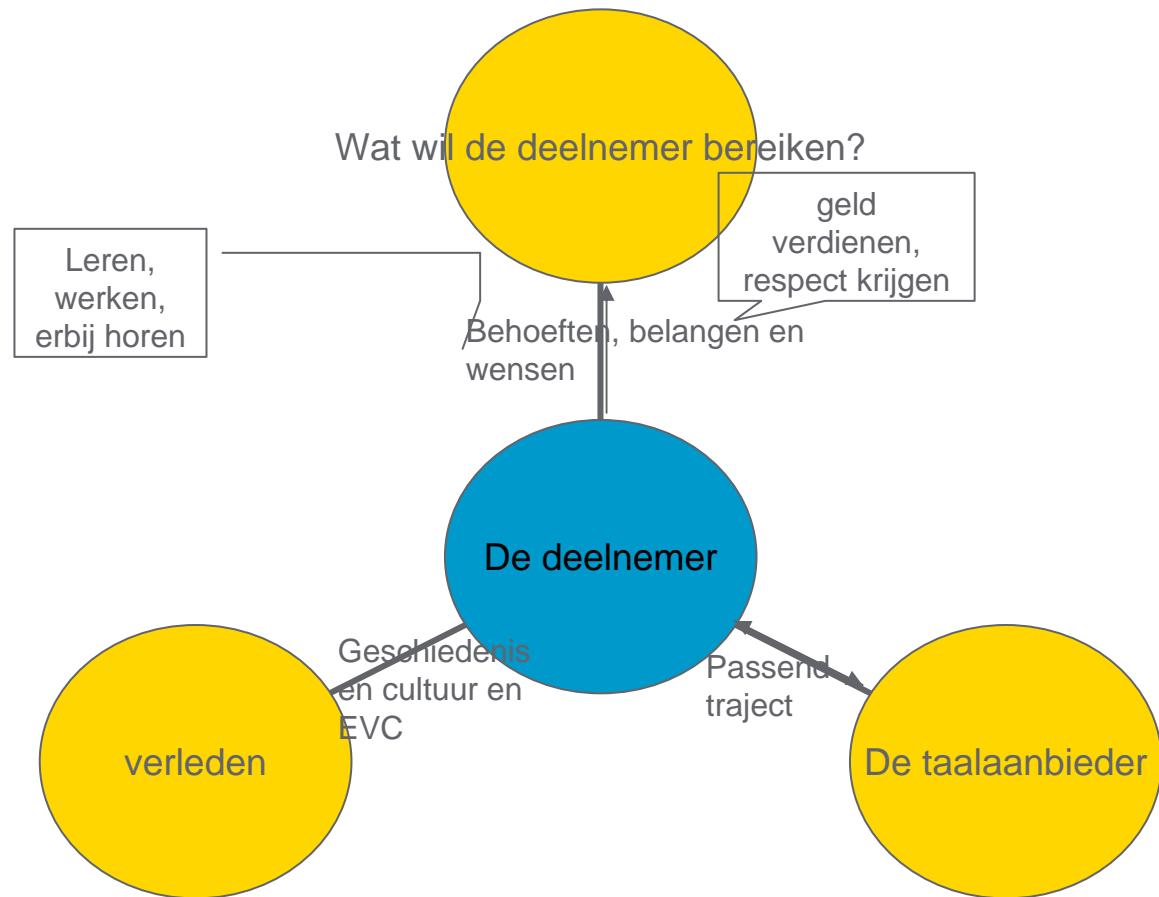 Wat wil de deelnemer bereiken?
Leren,
werken,
erbij horen
geld
verdienen,
respect krijgen
Behoeften, belangen en
wensen
De deelnemer
Geschiedenis
en cultuur en
EVC
Passend
traject
verleden
De taalaanbieder